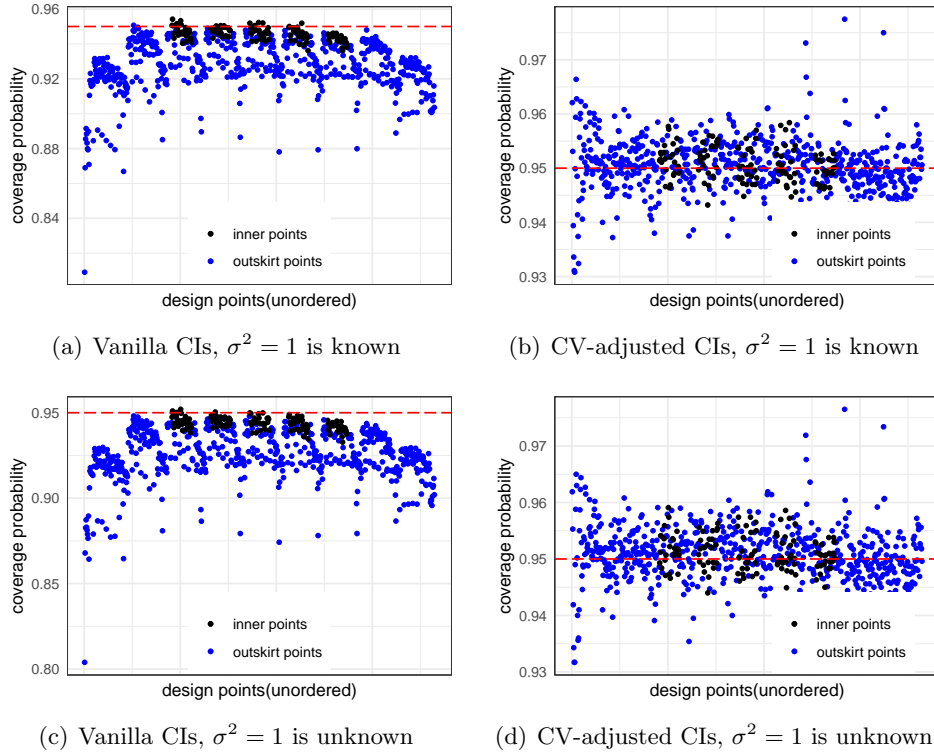 0.96
0.92
0.88
0.84
coverage probability
inner points
outskirt points
design points(unordered)
(a) Vanilla CIs, σ² = 1 is known
0.97
0.96
0.95
0.94
0.93
coverage probability
inner points
outskirt points
design points(unordered)
(b) CV-adjusted CIs, σ² = 1 is known
0.95
0.90
0.85
0.80
coverage probability
inner points
outskirt points
design points(unordered)
(c) Vanilla CIs, σ² = 1 is unknown
0.97
0.96
0.95
0.94
0.93
coverage probability
inner points
outskirt points
design points(unordered)
(d) CV-adjusted CIs, σ² = 1 is unknown